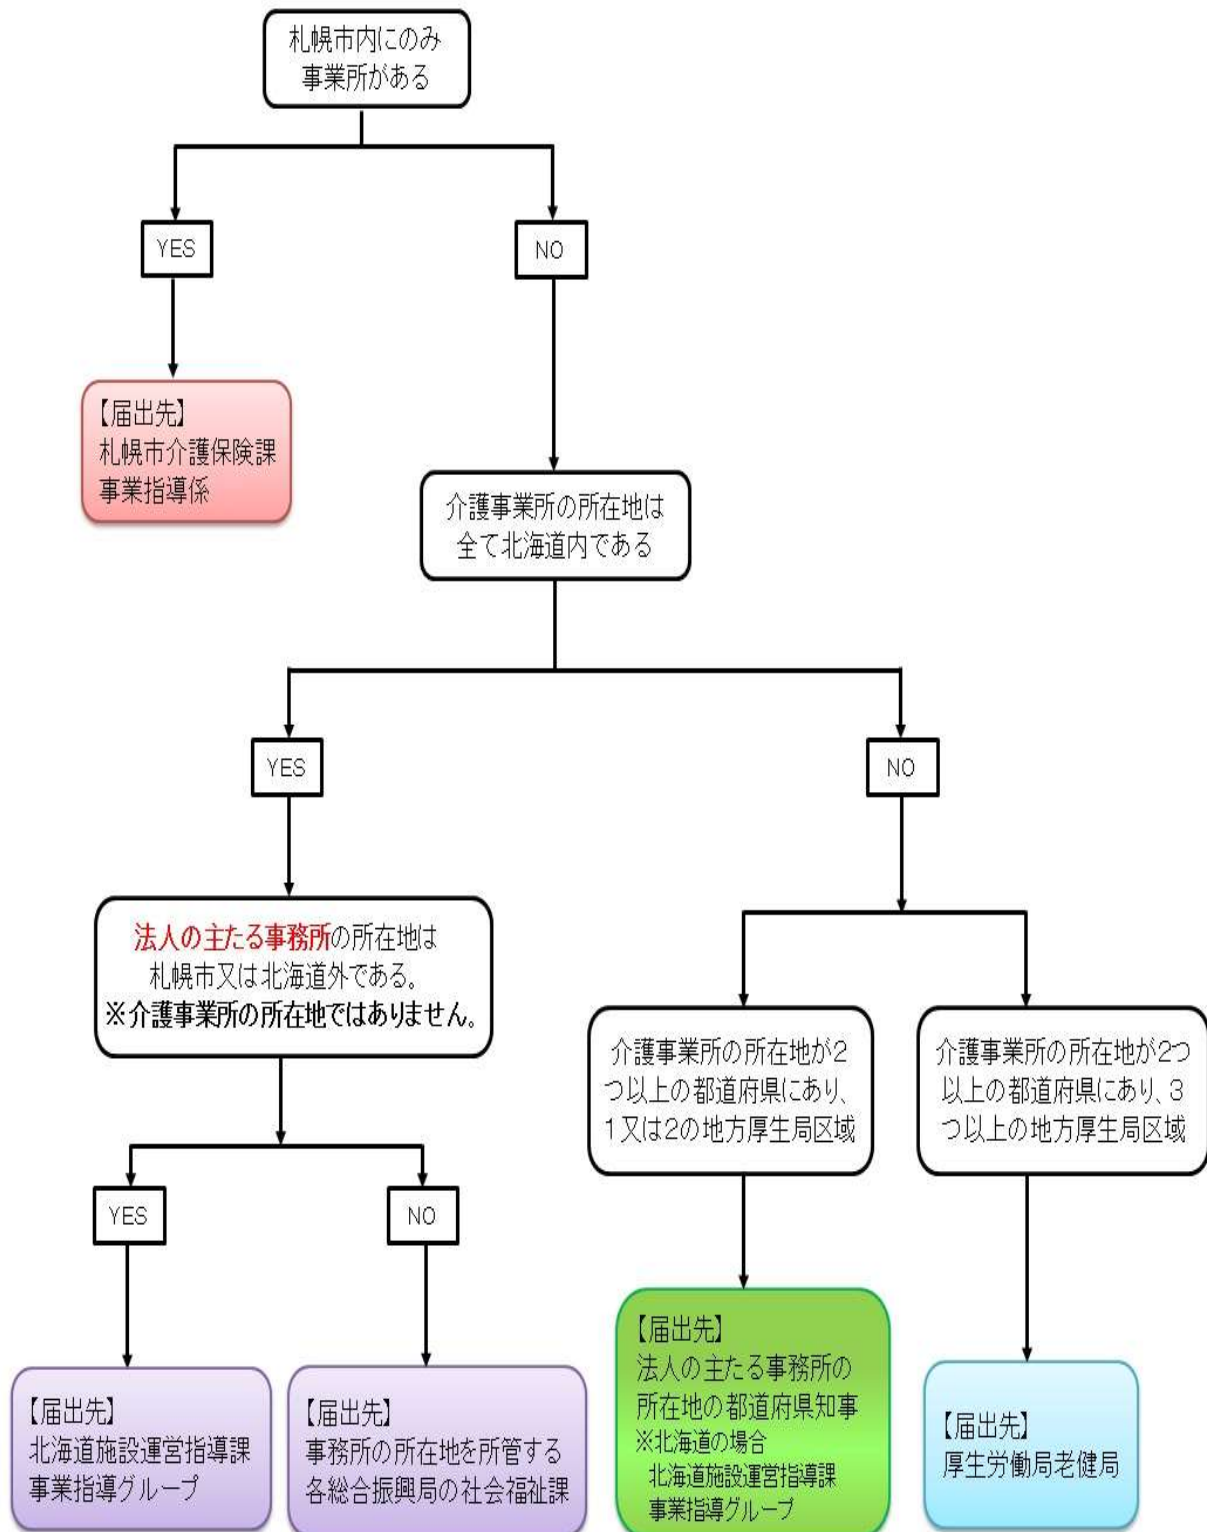 札幌市内にのみ
事業所がある
YES
NO
【届出先】
札幌市介護保険課
事業指導係
介護事業所の所在地は
全て北海道内である
YES
NO
法人の主たる事務所の所在地は
札幌市又は北海道外である。
※介護事業所の所在地ではありません。
介護事業所の所在地が2
つ以上の都道府県にあり、
1又は2の地方厚生局区域
介護事業所の所在地が2つ
以上の都道府県にあり、3
つ以上の地方厚生局区域
YES
NO
【届出先】
北海道施設運営指導課
事業指導グループ
【届出先】
事務所の所在地を所管する
各総合振興局の社会福祉課
【届出先】
法人の主たる事務所の
所在地の都道府県知事
※北海道の場合
北海道施設運営指導課
事業指導グループ
【届出先】
厚生労働局老健局